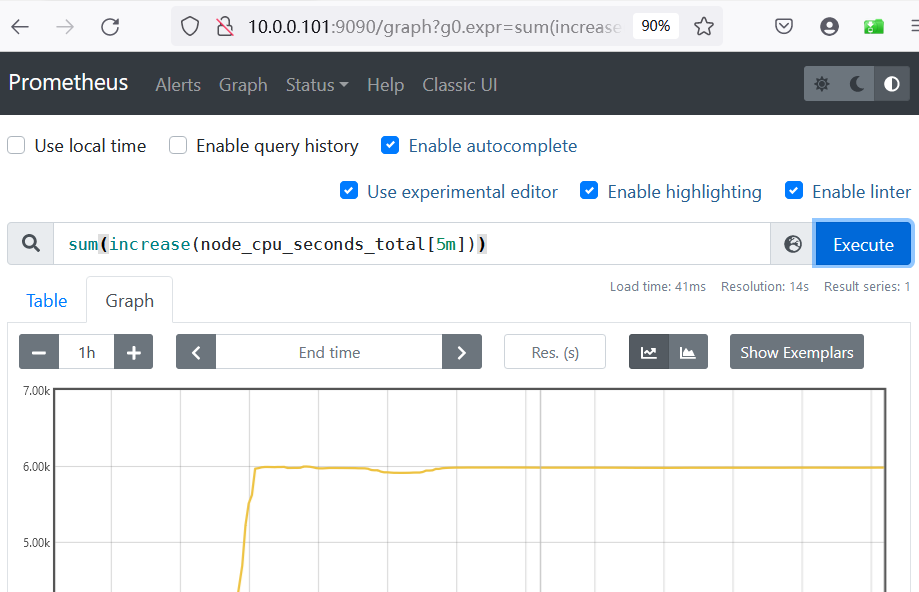 10.0.0.101:9090/graph?g0.expr=sum(increase 90%
Prometheus Alerts Graph Status Help Classic UI
Use local time Enable query history Enable autocomplete
Use experimental editor Enable highlighting Enable linter
sum(increase(node_cpu_seconds_total[5m])) Execute
Load time: 41ms Resolution: 14s Result series: 1
Table Graph
1h End time Res. (s) Show Exemplars
7.00k
6.00k
5.00k